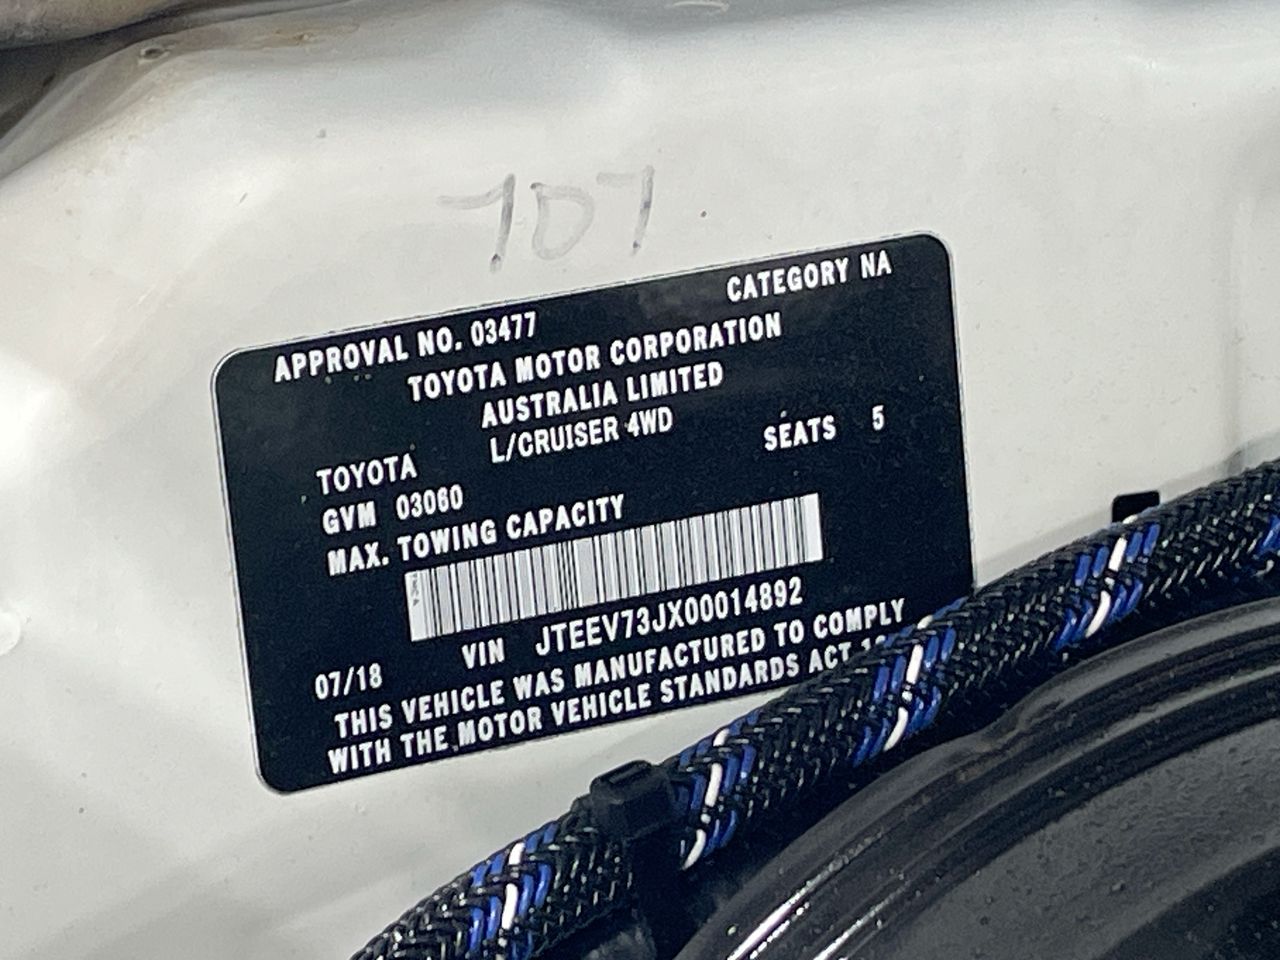 707
APPROVAL NO. 03477 CATEGORY NA
TOYOTA MOTOR CORPORATION
AUSTRALIA LIMITED
TOYOTA L/CRUISER 4WD SEATS 5
GVM 03060
MAX. TOWING CAPACITY
07/18 VIN JTEEV73JX00014892
THIS VEHICLE WAS MANUFACTURED TO COMPLY
WITH THE MOTOR VEHICLE STANDARDS ACT